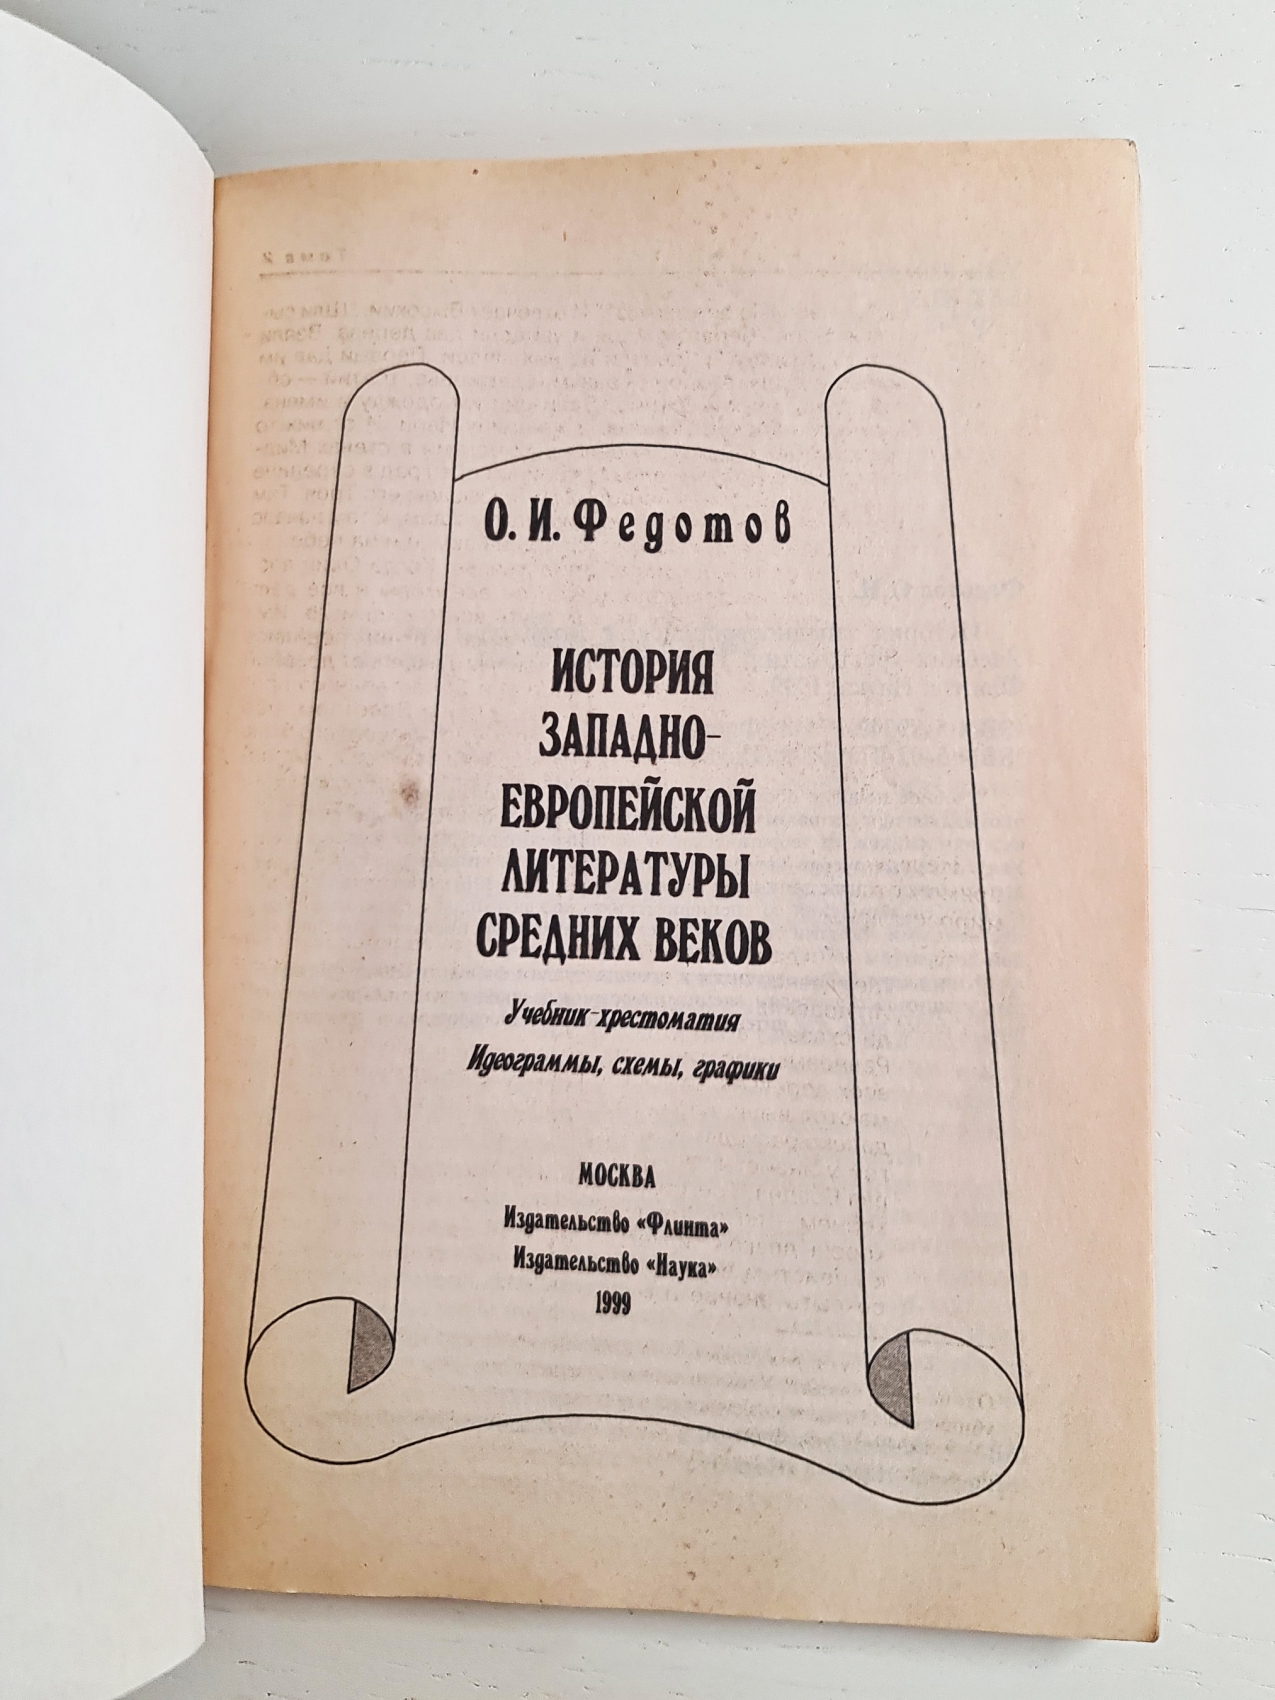 О. И. Федотов
ИСТОРИЯ
ЗАПАДНО-
ЕВРОПЕЙСКОЙ
ЛИТЕРАТУРЫ
СРЕДНИХ ВЕКОВ
Учебник-хрестоматия
Идеограммы, схемы, графики
МОСКВА
Издательство «Флинта»
Издательство «Наука»
1999